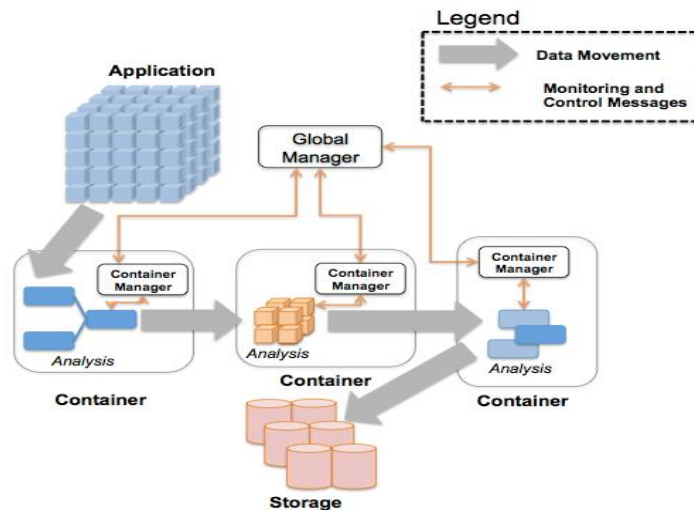 Legend
Data Movement
Monitoring and
Control Messages
Application
Global
Manager
Container
Manager
Analysis
Container
Container
Manager
Analysis
Container
Container
Manager
Analysis
Container
Storage